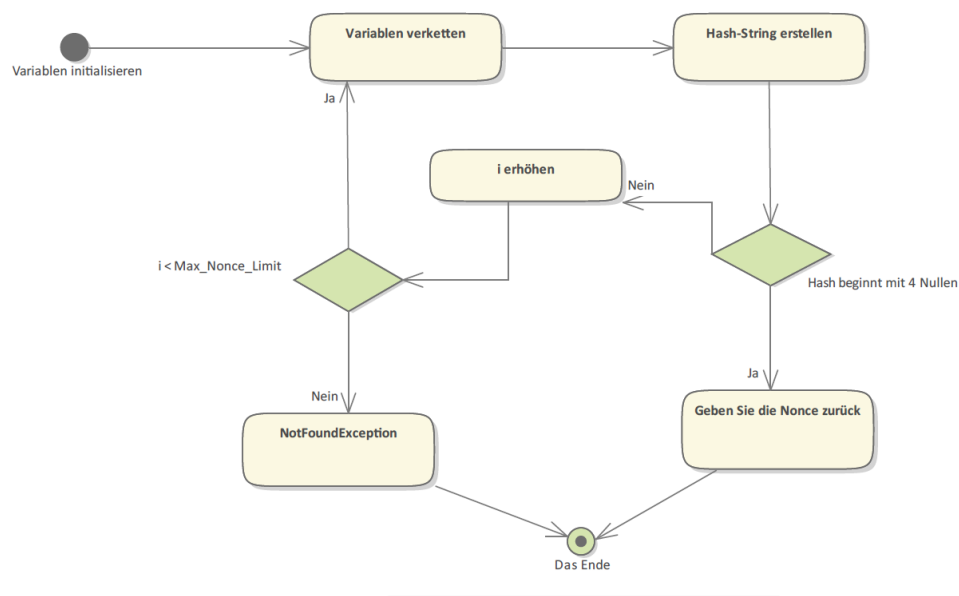 Variablen initialisieren
Variablen verketten
Hash-String erstellen
Ja
i erhöhen
Nein
i < Max_Nonce_Limit
Hash beginnt mit 4 Nullen
Nein
Ja
NotFoundException
Geben Sie die Nonce zurück
Das Ende